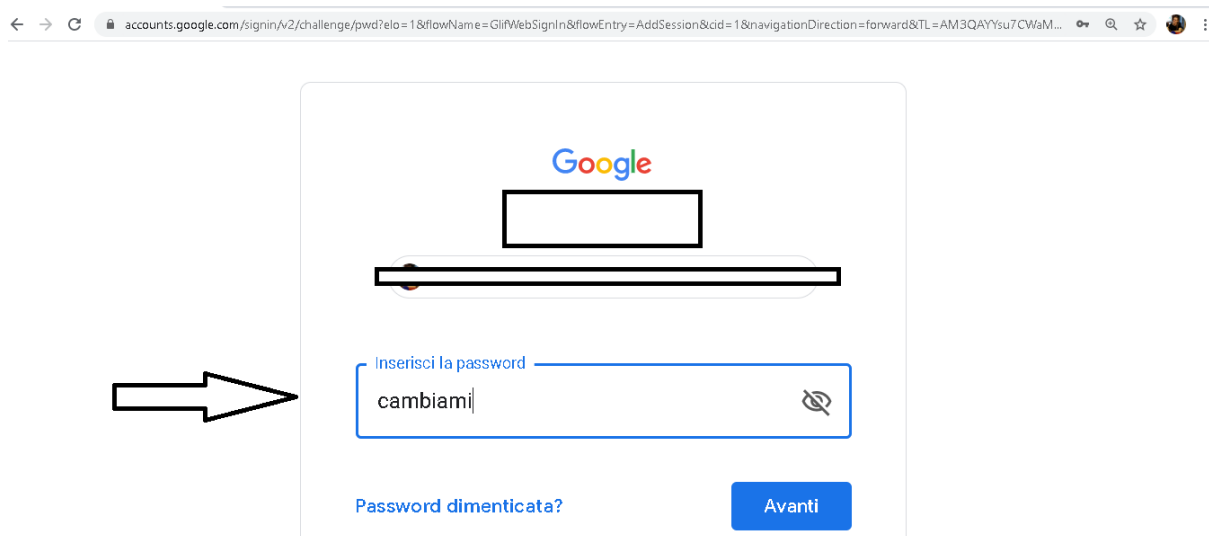 accounts.google.com/signin/v2/challenge/pwd?elo=1&flowName=GlifWebSignIn&flowEntry=AddSession&cid=1&navigationDirection=forward&TL=AM3QAYYsu7CWaM...
Google
Inserisci la password
cambiami
Password dimenticata? Avanti